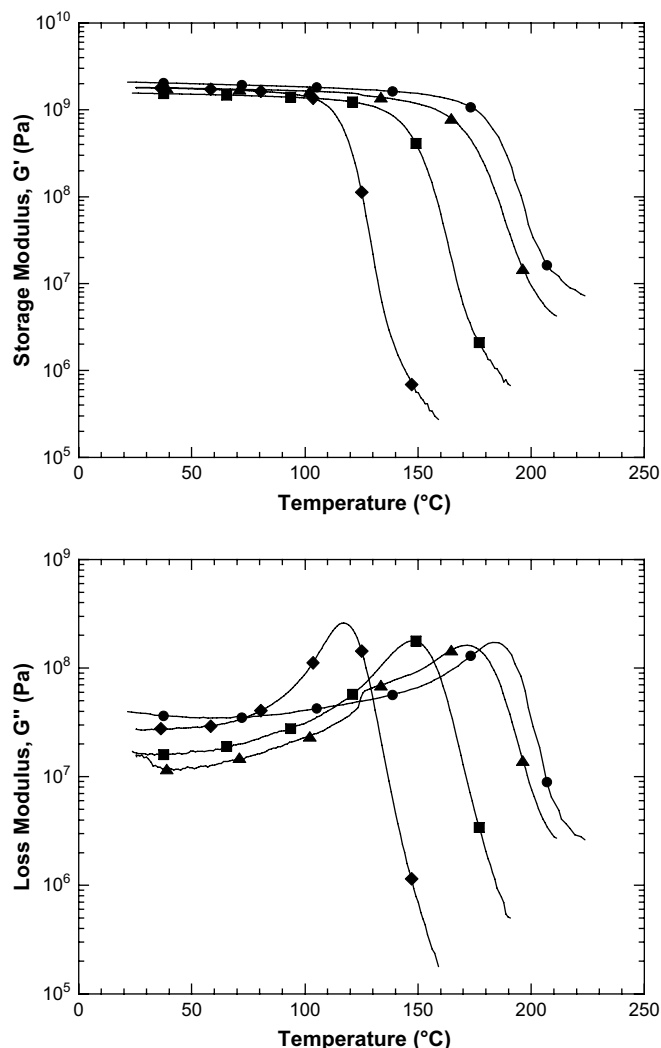 10^10
10^9
10^8
10^7
10^6
10^5
Storage Modulus, G' (Pa)
0 50 100 150 200 250
Temperature (°C)
10^9
10^8
10^7
10^6
10^5
Loss Modulus, G" (Pa)
0 50 100 150 200 250
Temperature (°C)